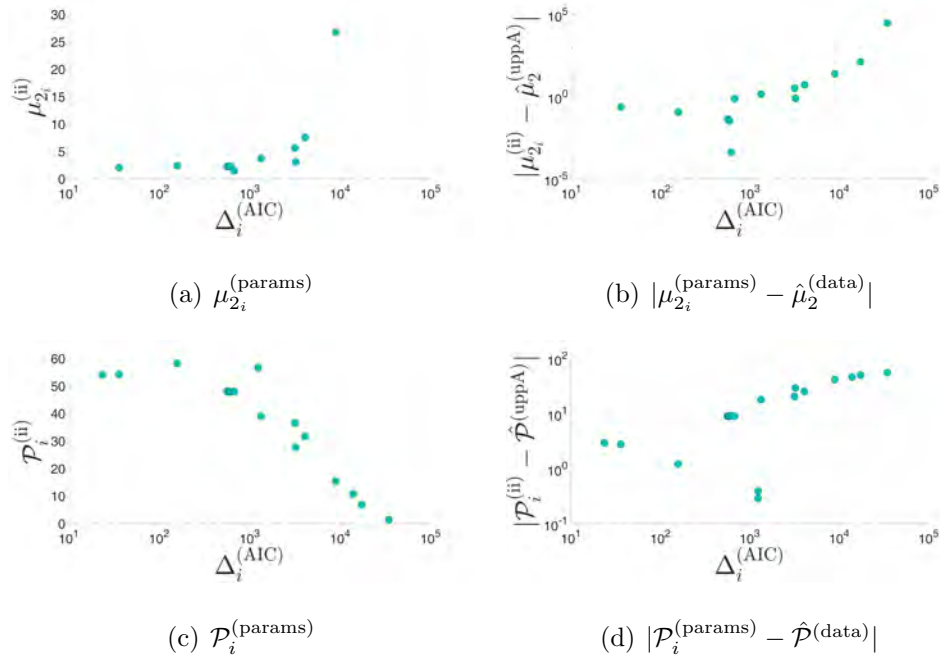 30
25
20
15
10
5
0
μ_{2_i}^{(ii)}
10^1 10^2 10^3 10^4 10^5
Δ_i^{(AIC)}
(a) μ_{2_i}^{(params)}
10^5
10^0
10^{-5}
|μ_{2_i}^{(ii)} − μ̂_2^{(uppA)}|
10^1 10^2 10^3 10^4 10^5
Δ_i^{(AIC)}
(b) |μ_{2_i}^{(params)} − μ̂_2^{(data)}|
60
50
40
30
20
10
0
𝒫_i^{(ii)}
10^1 10^2 10^3 10^4 10^5
Δ_i^{(AIC)}
(c) 𝒫_i^{(params)}
10^2
10^1
10^0
10^{-1}
|𝒫_i^{(ii)} − 𝒫̂^{(uppA)}|
10^1 10^2 10^3 10^4 10^5
Δ_i^{(AIC)}
(d) |𝒫_i^{(params)} − 𝒫̂^{(data)}|